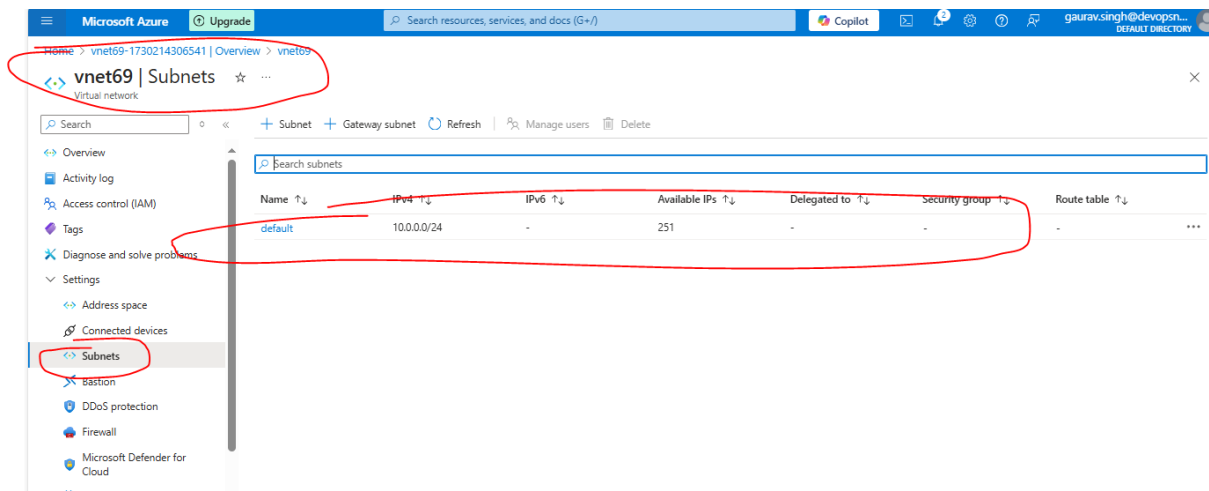 Microsoft Azure Upgrade Search resources, services, and docs (G+/) Copilot 2 gaurav.singh@devopsn...
DEFAULT DIRECTORY
Home > vnet69-1730214306541 | Overview > vnet69
vnet69 | Subnets
Virtual network
Search
+ Subnet + Gateway subnet Refresh Manage users Delete
Overview
Search subnets
Activity log
Name IPv4 IPv6 Available IPs Delegated to Security group Route table
Access control (IAM)
Tags
default 10.0.0.0/24 - 251 - - -
Diagnose and solve problems
Settings
Address space
Connected devices
Subnets
Bastion
DDoS protection
Firewall
Microsoft Defender for
Cloud